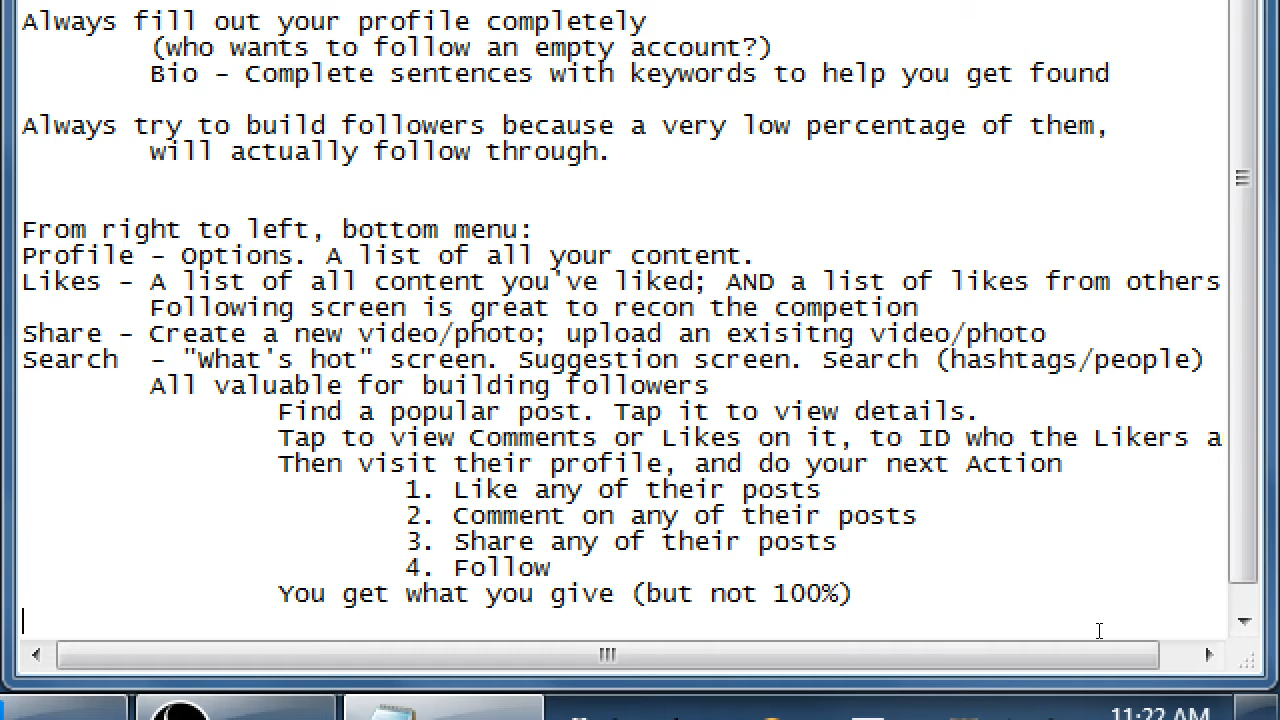 Always fill out your profile completely
(who wants to follow an empty account?)
Bio – Complete sentences with keywords to help you get found
Always try to build followers because a very low percentage of them,
will actually follow through.
From right to left, bottom menu:
Profile – Options. A list of all your content.
Likes – A list of all content you've liked; AND a list of likes from others
Following screen is great to recon the competion
Share – Create a new video/photo; upload an exisitng video/photo
Search – "What's hot" screen. Suggestion screen. Search (hashtags/people)
All valuable for building followers
Find a popular post. Tap it to view details.
Tap to view Comments or Likes on it, to ID who the Likers a
Then visit their profile, and do your next Action
1. Like any of their posts
2. Comment on any of their posts
3. Share any of their posts
4. Follow
You get what you give (but not 100%)
11:22 AM